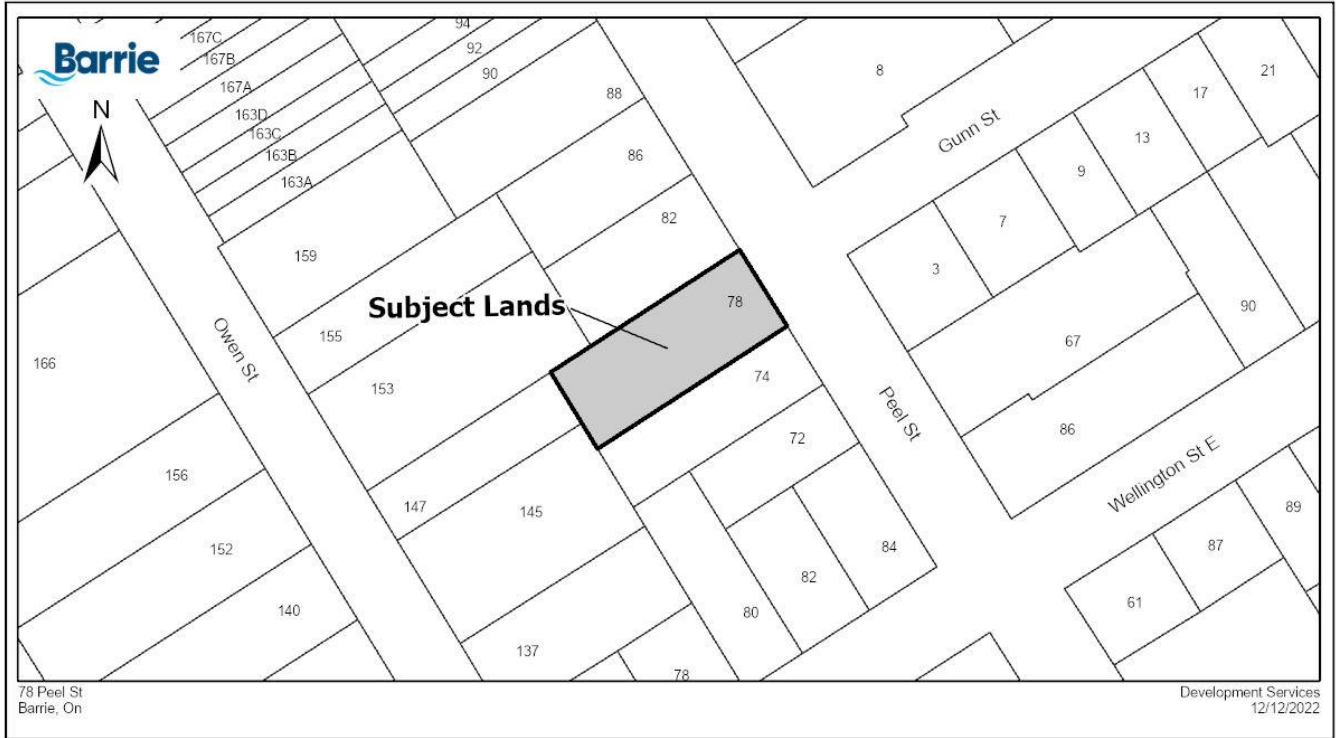 Barrie
N
167C
167B
167A
163D
163C
163B
163A
94
92
90
88
86
82
8
Gunn St
21
17
13
9
7
3
159
155
153
Subject Lands
78
74
72
Owen St
Peel St
166
67
90
86
Wellington St E
156
152
140
147
145
137
78
80
82
84
61
87
89
78 Peel St
Barrie, On
Development Services
12/12/2022